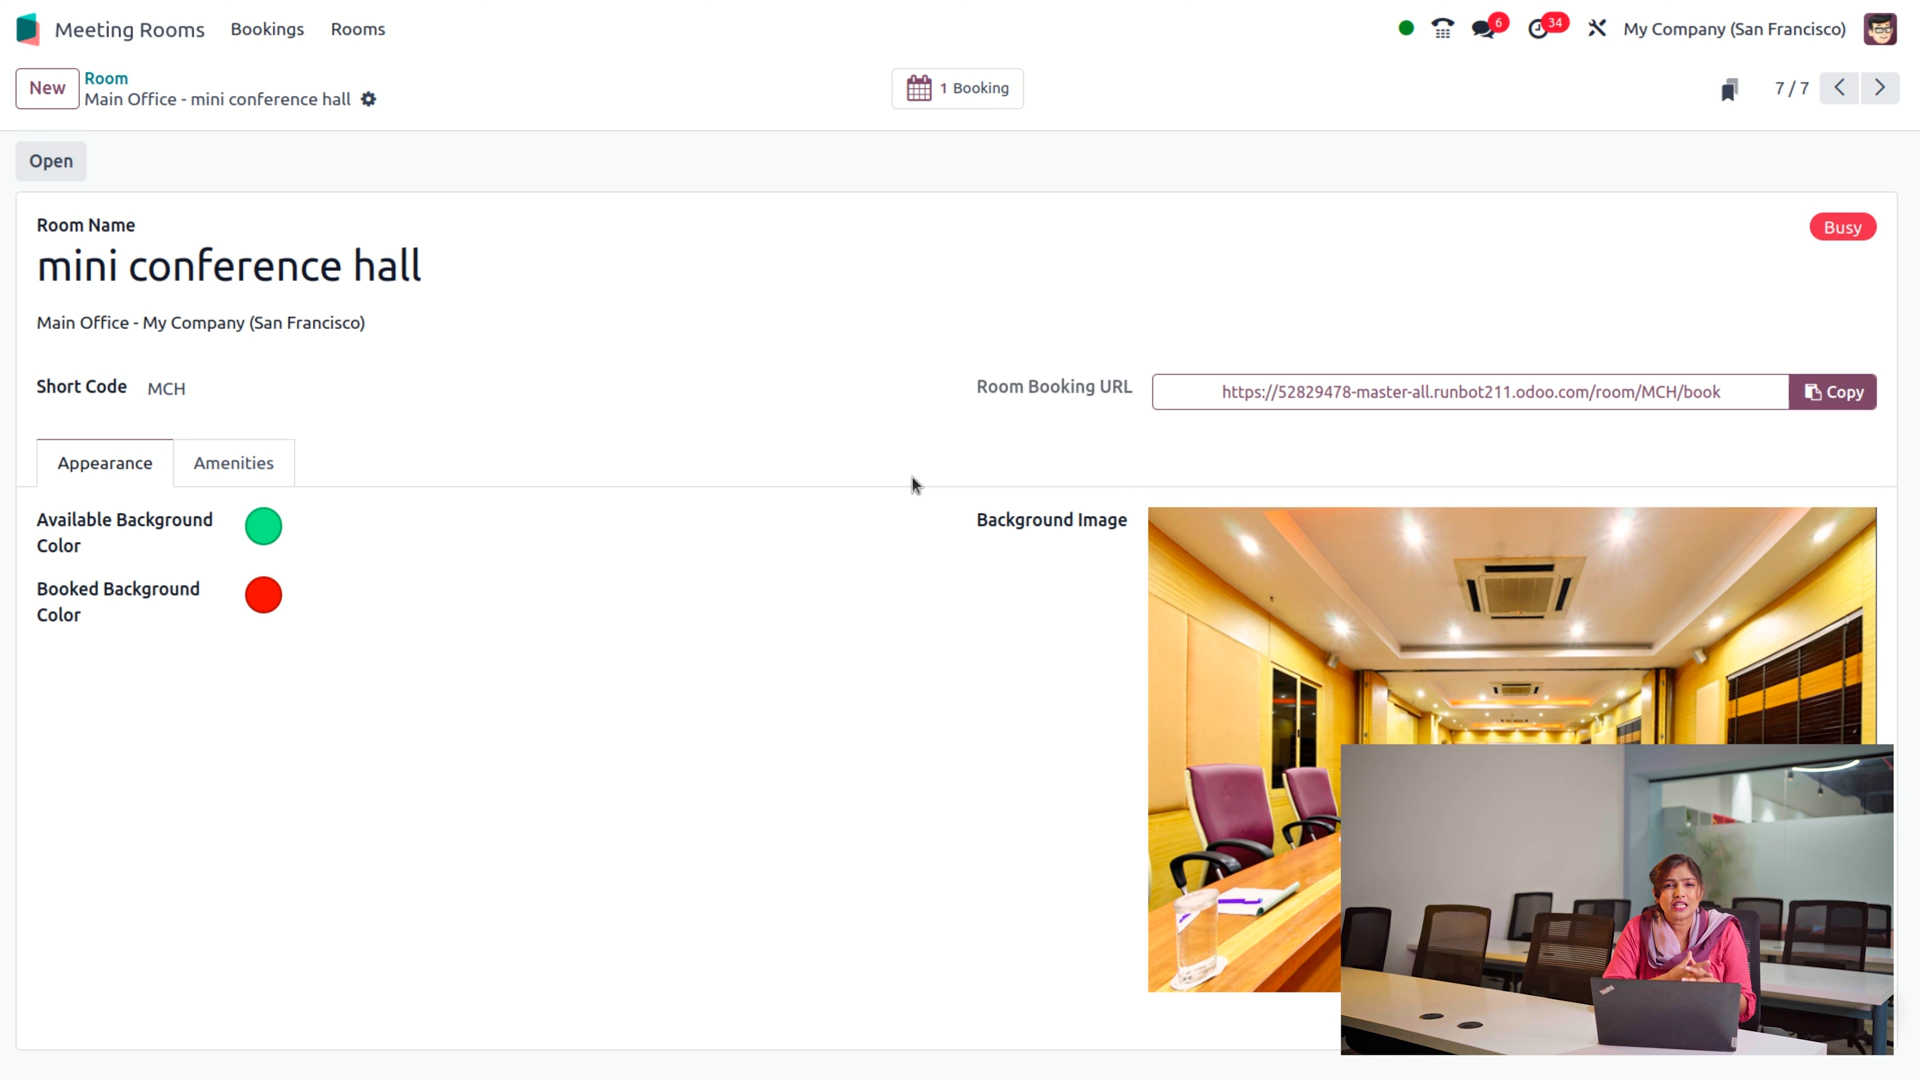 Meeting Rooms Bookings Rooms 6 34 My Company (San Francisco)
New Room 1 Booking 7 / 7
Main Office - mini conference hall
Open
Room Name
Busy
mini conference hall
Main Office - My Company (San Francisco)
Short Code MCH Room Booking URL https://52829478-master-all.runbot211.odoo.com/room/MCH/book Copy
Appearance Amenities
Available Background Background Image
Color
Booked Background
Color